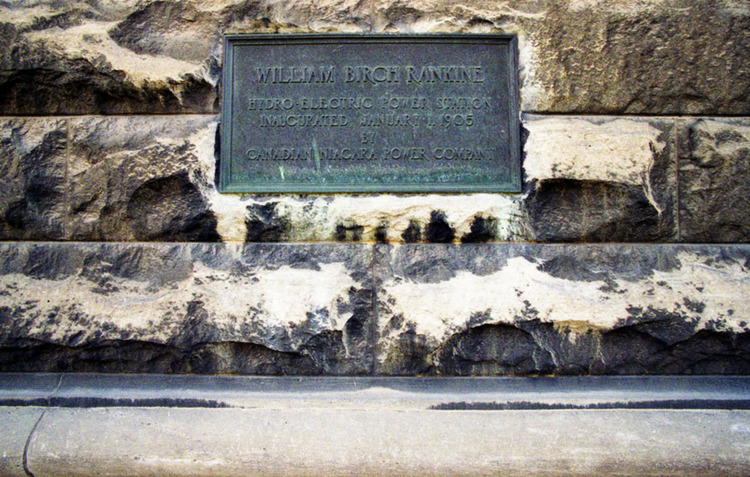 WILLIAM BIRCH RANKINE
HYDRO-ELECTRIC POWER STATION
INAUGURATED JANUARY 1, 1905
BY
CANADIAN NIAGARA POWER COMPANY